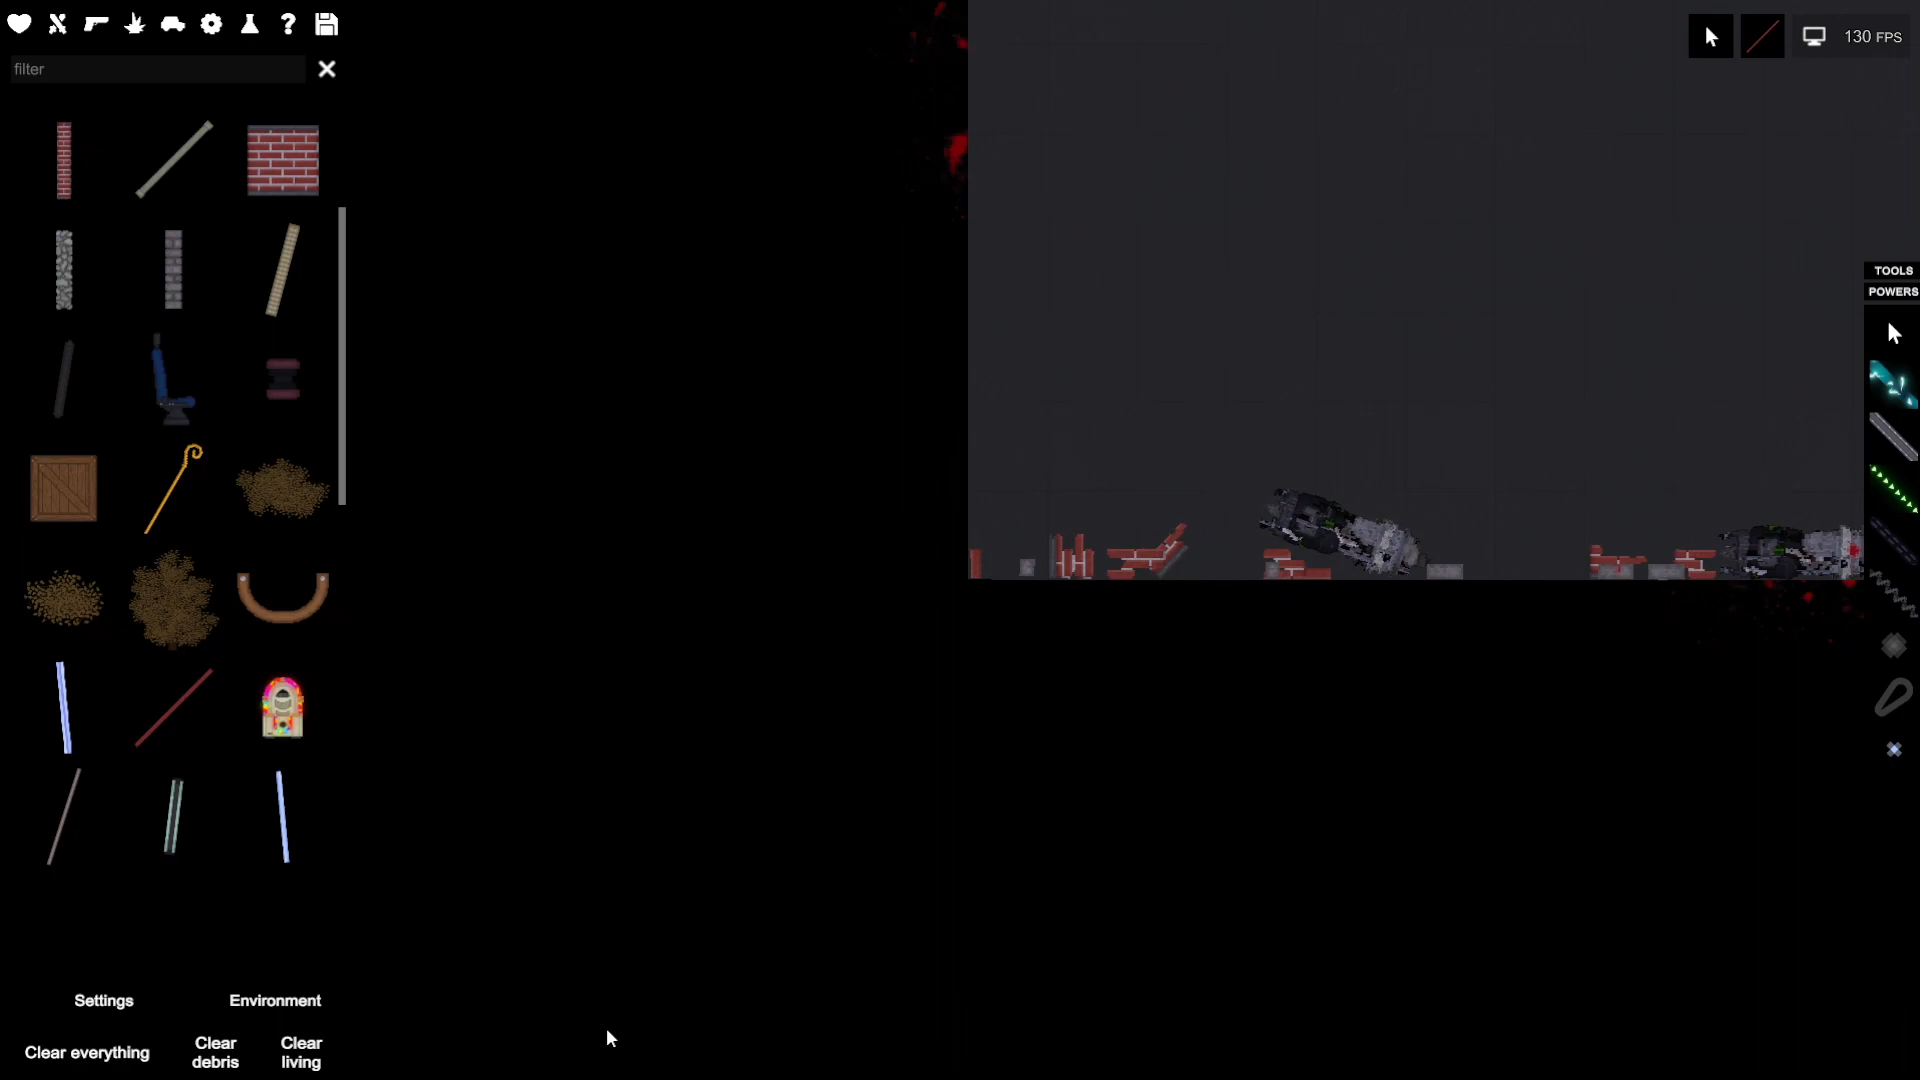 filter
130 FPS
TOOLS
POWERS
Settings
Environment
Clear everything
Clear
debris
Clear
living